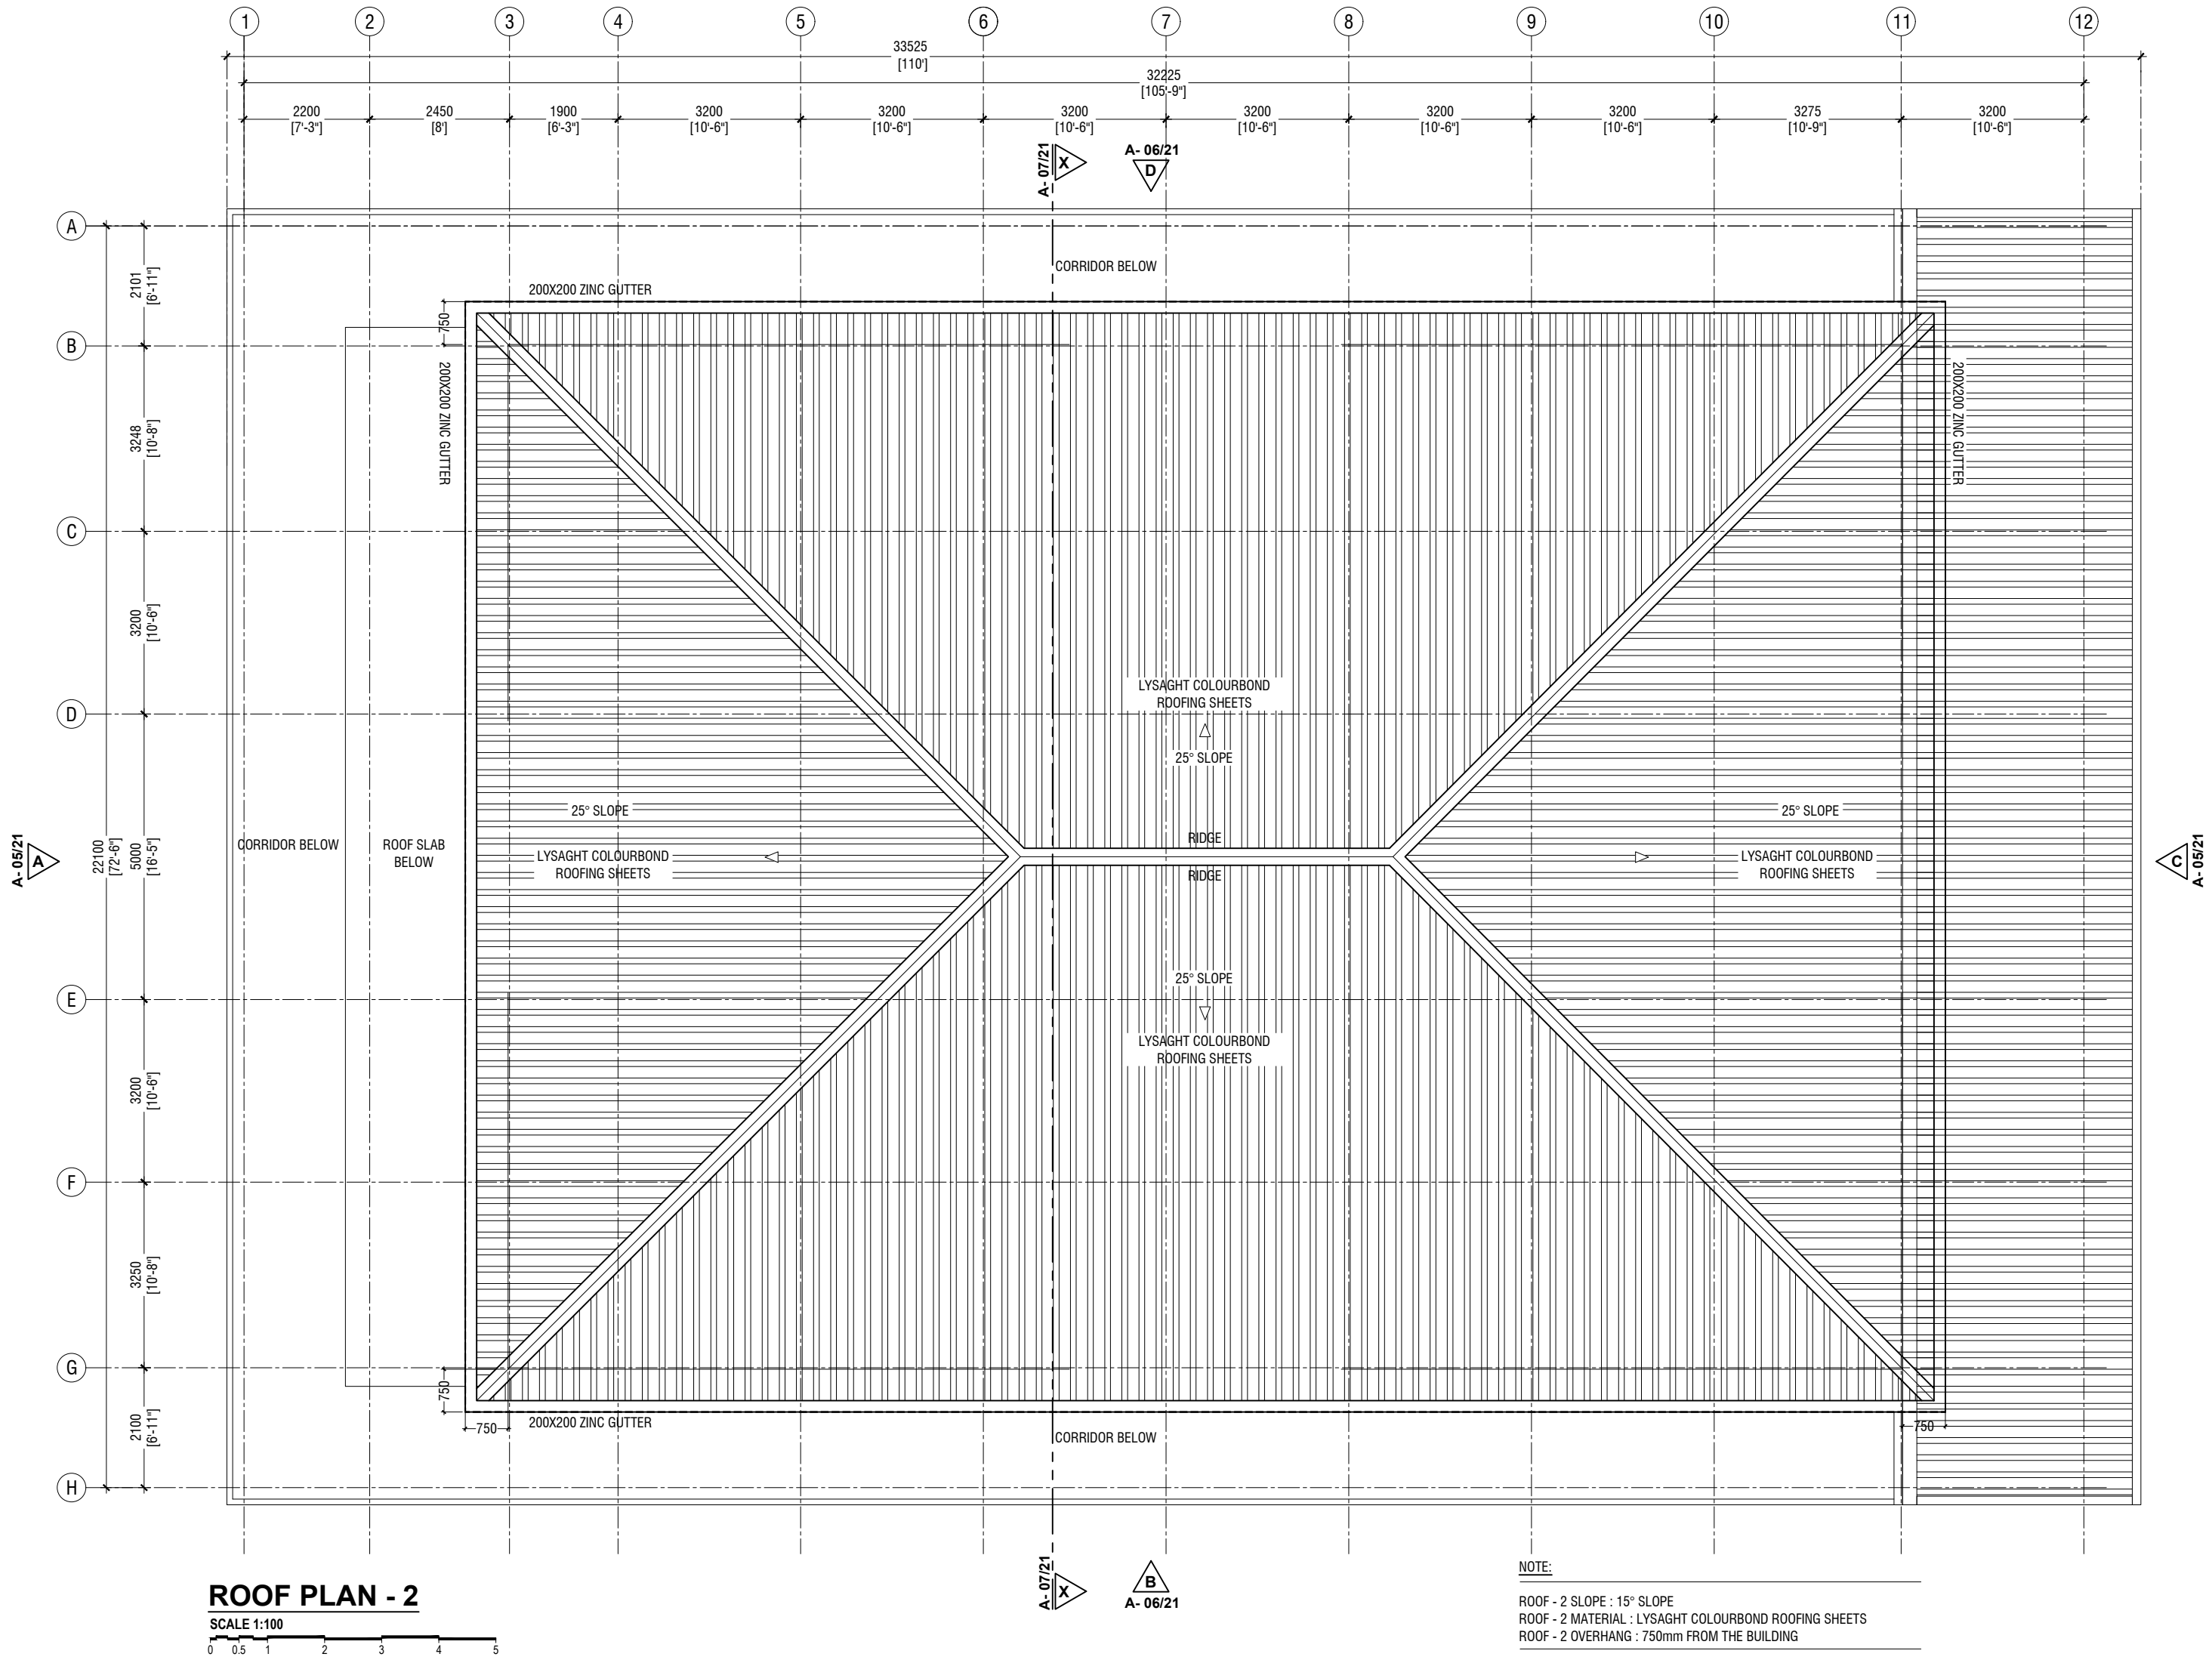 1 2 3 4 5 6 7 8 9 10 11 12
33525
[110']
32225
[105'-9"]
2200 2450 1900 3200 3200 3200 3200 3200 3200 3275 3200
[7'-3"] [8'] [6'-3"] [10'-6"] [10'-6"] [10'-6"] [10'-6"] [10'-6"] [10'-6"] [10'-9"] [10'-6"]
A- 07/21
X
A- 06/21
D
A
2101
[6'-11"]
CORRIDOR BELOW
200X200 ZINC GUTTER
750
B
200X200 ZINC GUTTER
200X200 ZINC GUTTER
3248
[10'-8"]
C
3200
[10'-6"]
LYSAGHT COLOURBOND
ROOFING SHEETS
D
25° SLOPE
25° SLOPE
25° SLOPE
RIDGE
A- 05/21
A
22100
[72'-6"]
5000
[16'-5"]
CORRIDOR BELOW
ROOF SLAB
BELOW
LYSAGHT COLOURBOND
ROOFING SHEETS
LYSAGHT COLOURBOND
ROOFING SHEETS
C
A- 05/21
RIDGE
25° SLOPE
E
LYSAGHT COLOURBOND
ROOFING SHEETS
3200
[10'-6"]
F
3250
[10'-8"]
G
750
750
200X200 ZINC GUTTER
750
CORRIDOR BELOW
2100
[6'-11"]
H
A- 07/21
X
B
A- 06/21
ROOF PLAN - 2
SCALE 1:100
0 0.5 1 2 3 4 5
NOTE:
ROOF - 2 SLOPE : 15° SLOPE
ROOF - 2 MATERIAL : LYSAGHT COLOURBOND ROOFING SHEETS
ROOF - 2 OVERHANG : 750mm FROM THE BUILDING